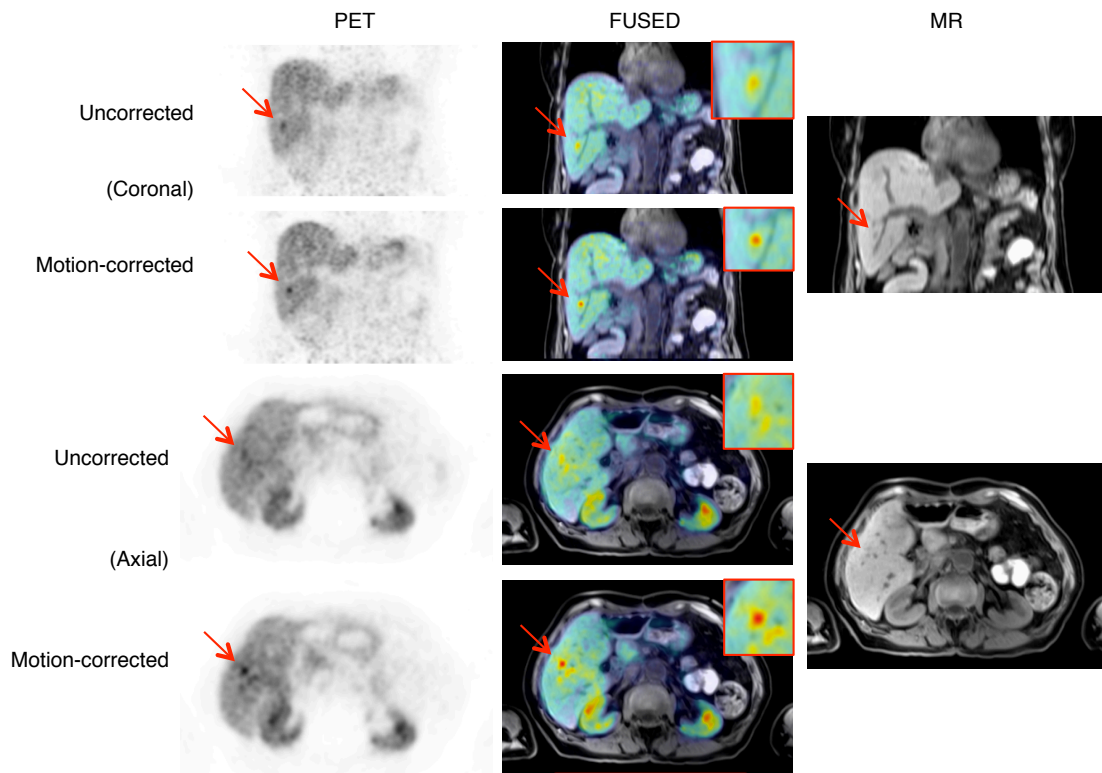 PET FUSED MR
Uncorrected
(Coronal)
Motion-corrected
Uncorrected
(Axial)
Motion-corrected